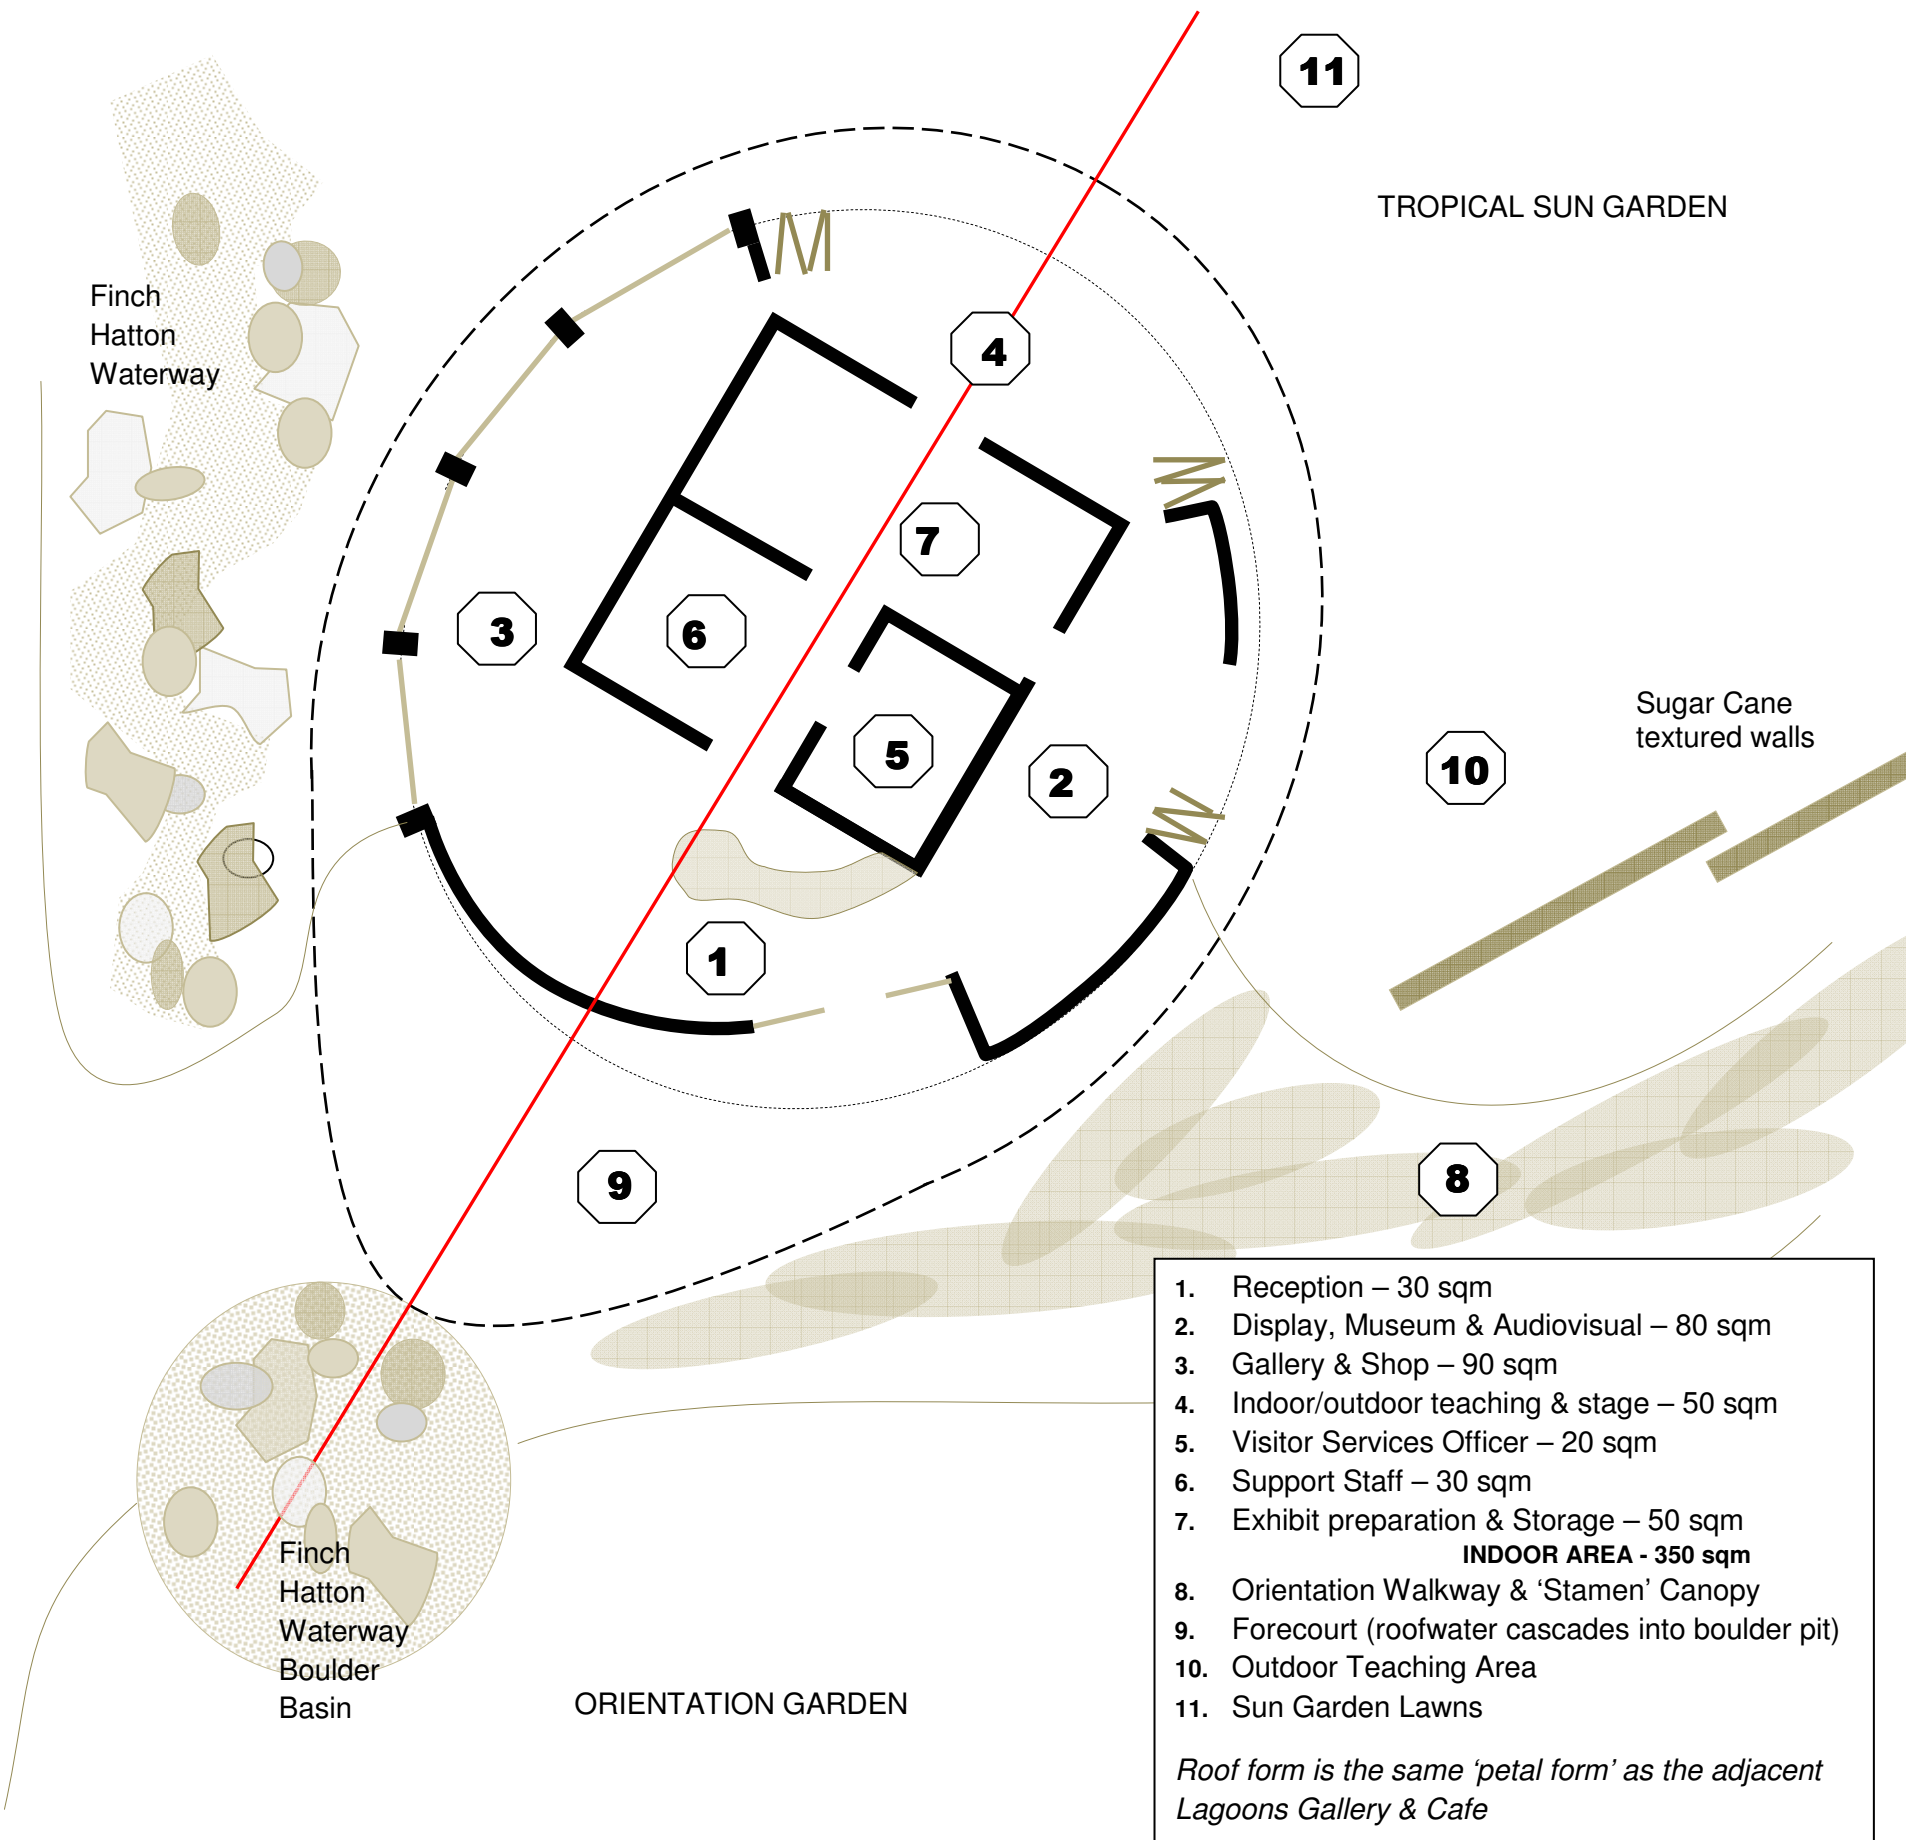 11
TROPICAL SUN GARDEN
Finch
Hatton
Waterway
4
7
3
6
5
2
Sugar Cane
textured walls
10
1
9
8
1. Reception – 30 sqm
2. Display, Museum & Audiovisual – 80 sqm
3. Gallery & Shop – 90 sqm
4. Indoor/outdoor teaching & stage – 50 sqm
5. Visitor Services Officer – 20 sqm
6. Support Staff – 30 sqm
7. Exhibit preparation & Storage – 50 sqm
INDOOR AREA - 350 sqm
8. Orientation Walkway & ‘Stamen’ Canopy
9. Forecourt (roofwater cascades into boulder pit)
10. Outdoor Teaching Area
11. Sun Garden Lawns
Roof form is the same ‘petal form’ as the adjacent
Lagoons Gallery & Cafe
Finch
Hatton
Waterway
Boulder
Basin
ORIENTATION GARDEN